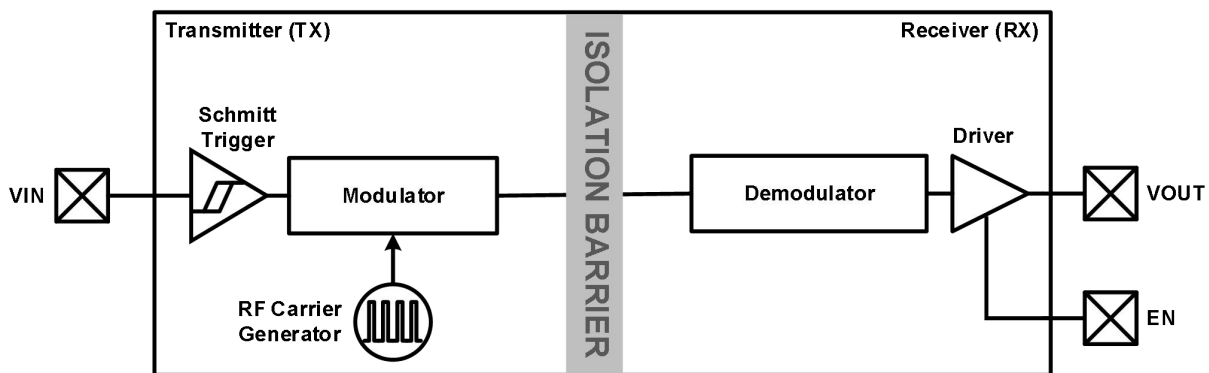 Transmitter (TX)
Receiver (RX)
ISOLATION BARRIER
Schmitt
Trigger
Driver
VIN
Modulator
Demodulator
VOUT
RF Carrier
Generator
EN